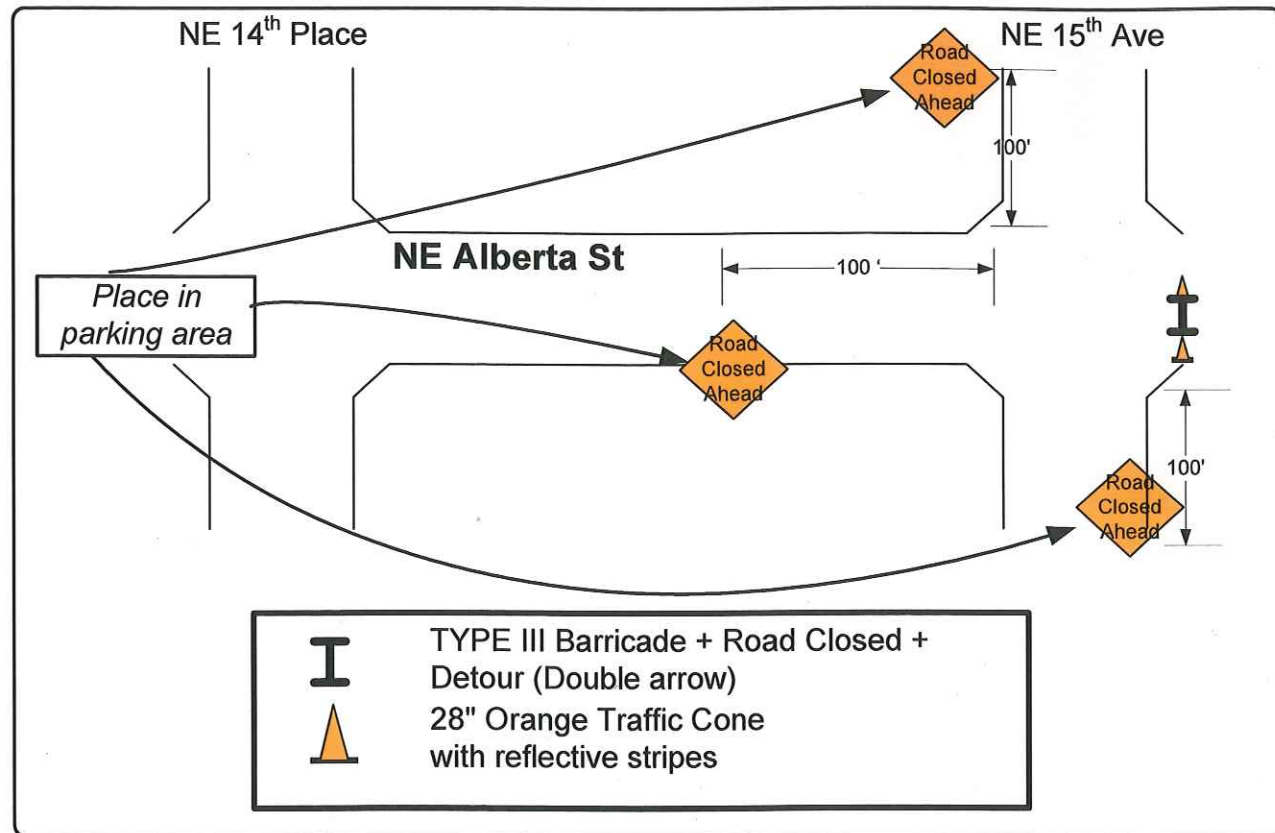 NE 14th Place
NE 15th Ave
Road
Closed
Ahead
100'
NE Alberta St
100 '
Place in
parking area
Road
Closed
Ahead
100'
Road
Closed
Ahead
TYPE III Barricade + Road Closed +
Detour (Double arrow)
28" Orange Traffic Cone
with reflective stripes